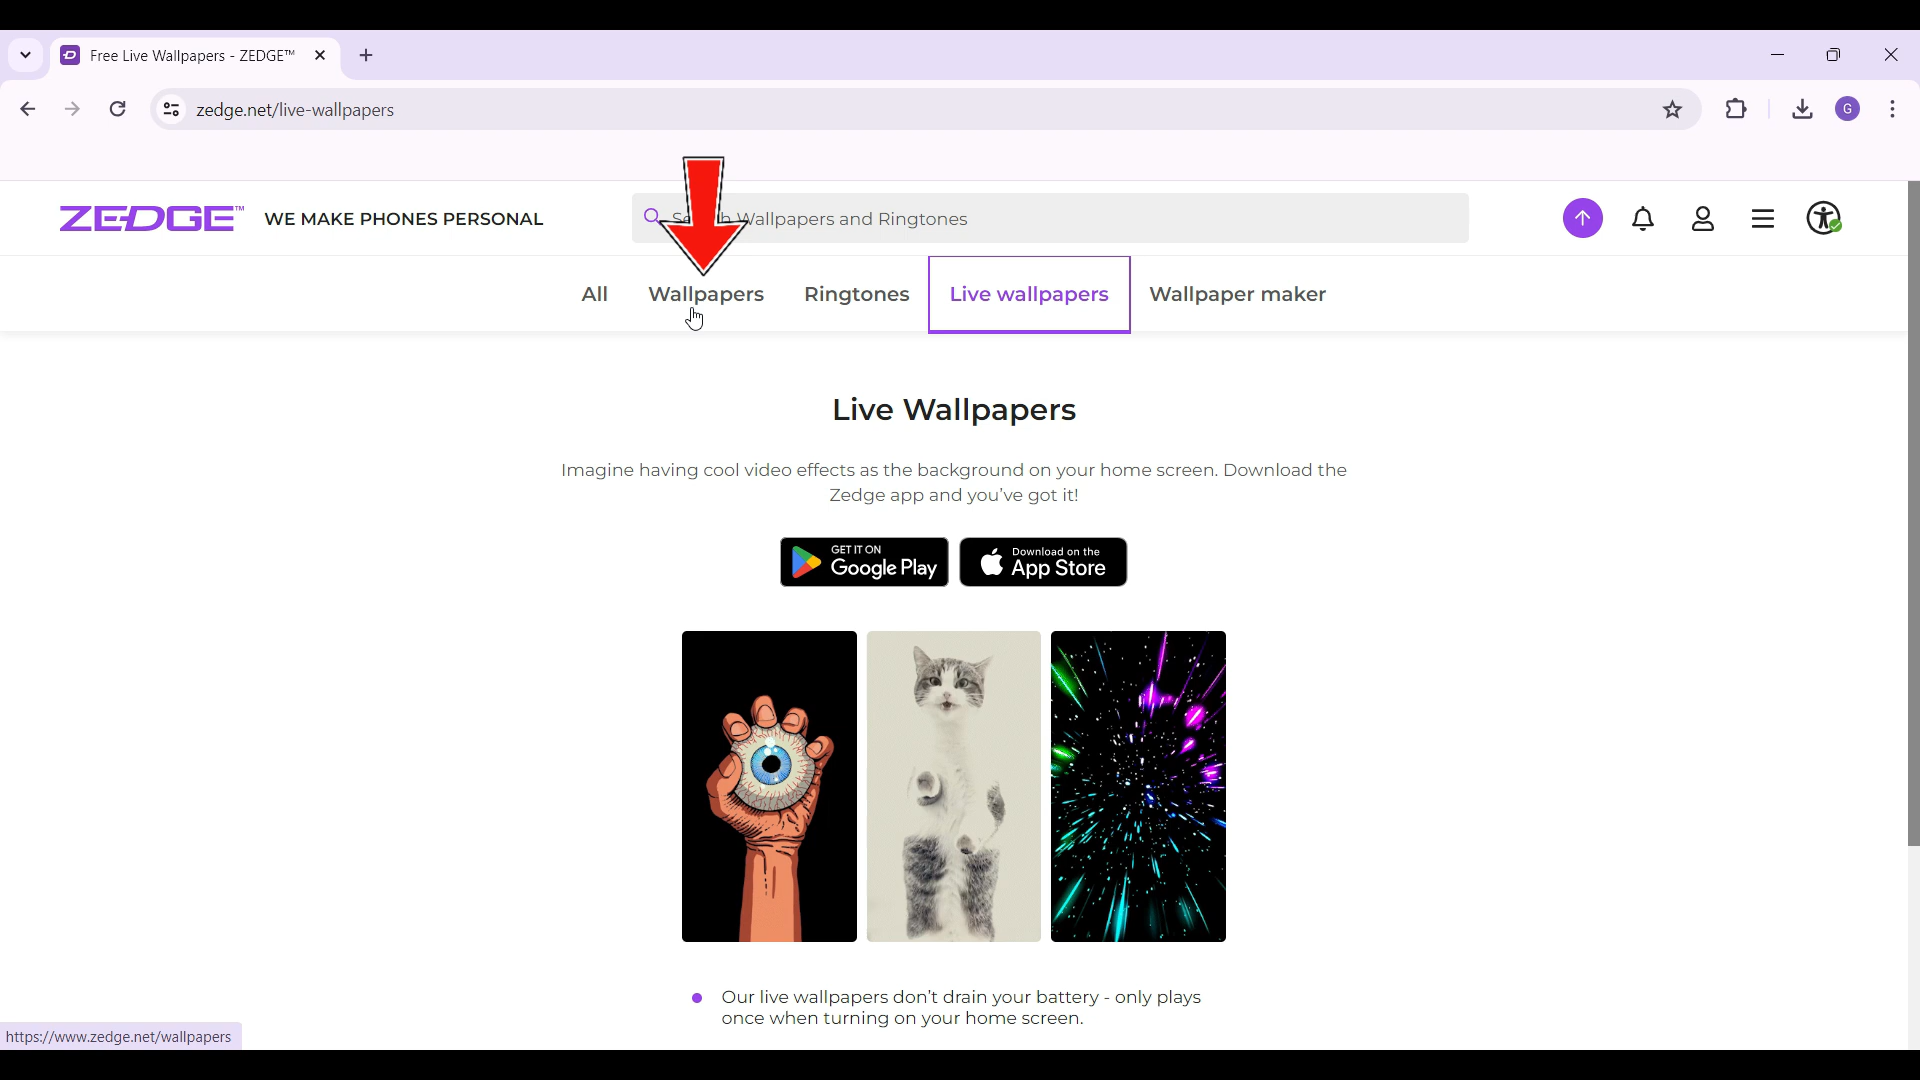 Free Live Wallpapers - ZEDGE™
zedge.net/live-wallpapers
G
ZEDGE™ WE MAKE PHONES PERSONAL
Wallpapers and Ringtones
All Wallpapers Ringtones Live wallpapers Wallpaper maker
Live Wallpapers
Imagine having cool video effects as the background on your home screen. Download the
Zedge app and you've got it!
GET IT ON
Google Play
Download on the
App Store
Our live wallpapers don't drain your battery - only plays
once when turning on your home screen.
https://www.zedge.net/wallpapers